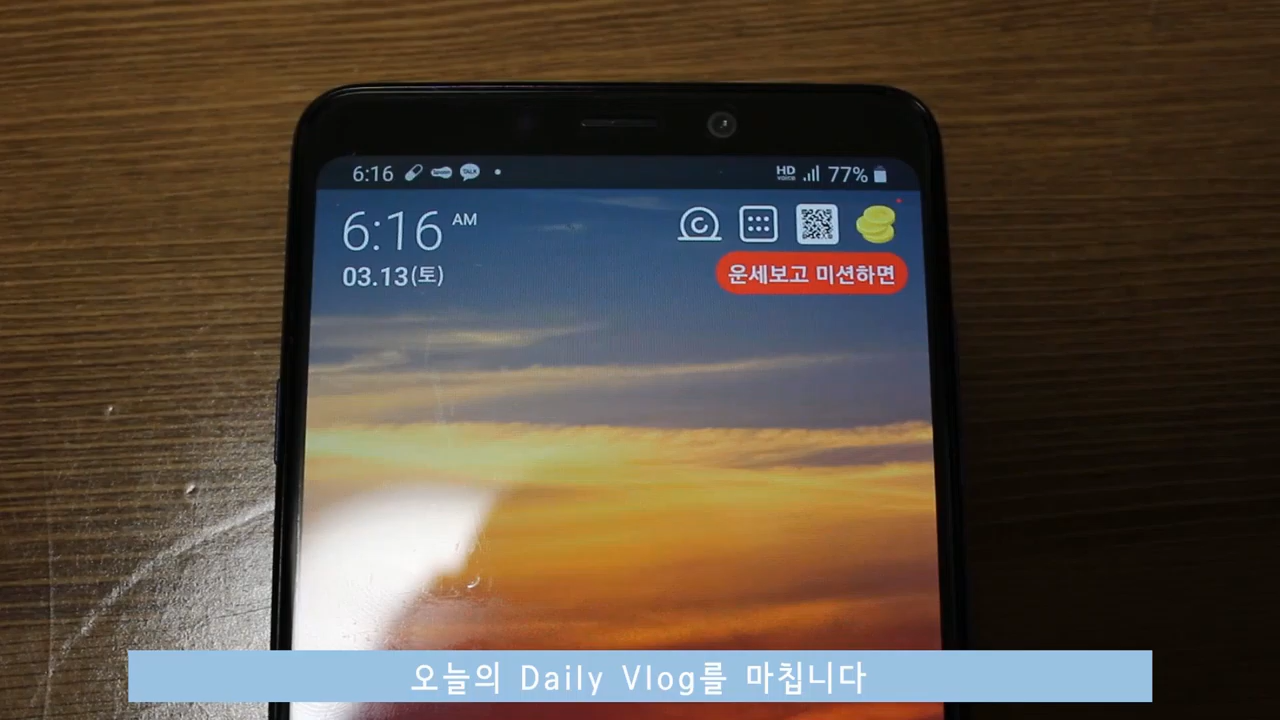 6:16
HD voice 77%
6:16 AM
03.13(토)
운세보고 미션하면
오늘의 Daily Vlog를 마칩니다